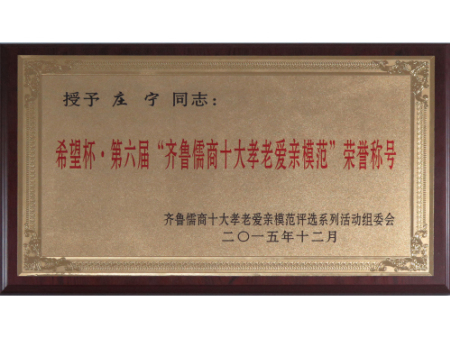 授予 庄 宁 同志：
希望杯·第六届“齐鲁儒商十大孝老爱亲模范”荣誉称号
齐鲁儒商十大孝老爱亲模范评选系列活动组委会
二〇一五年十二月